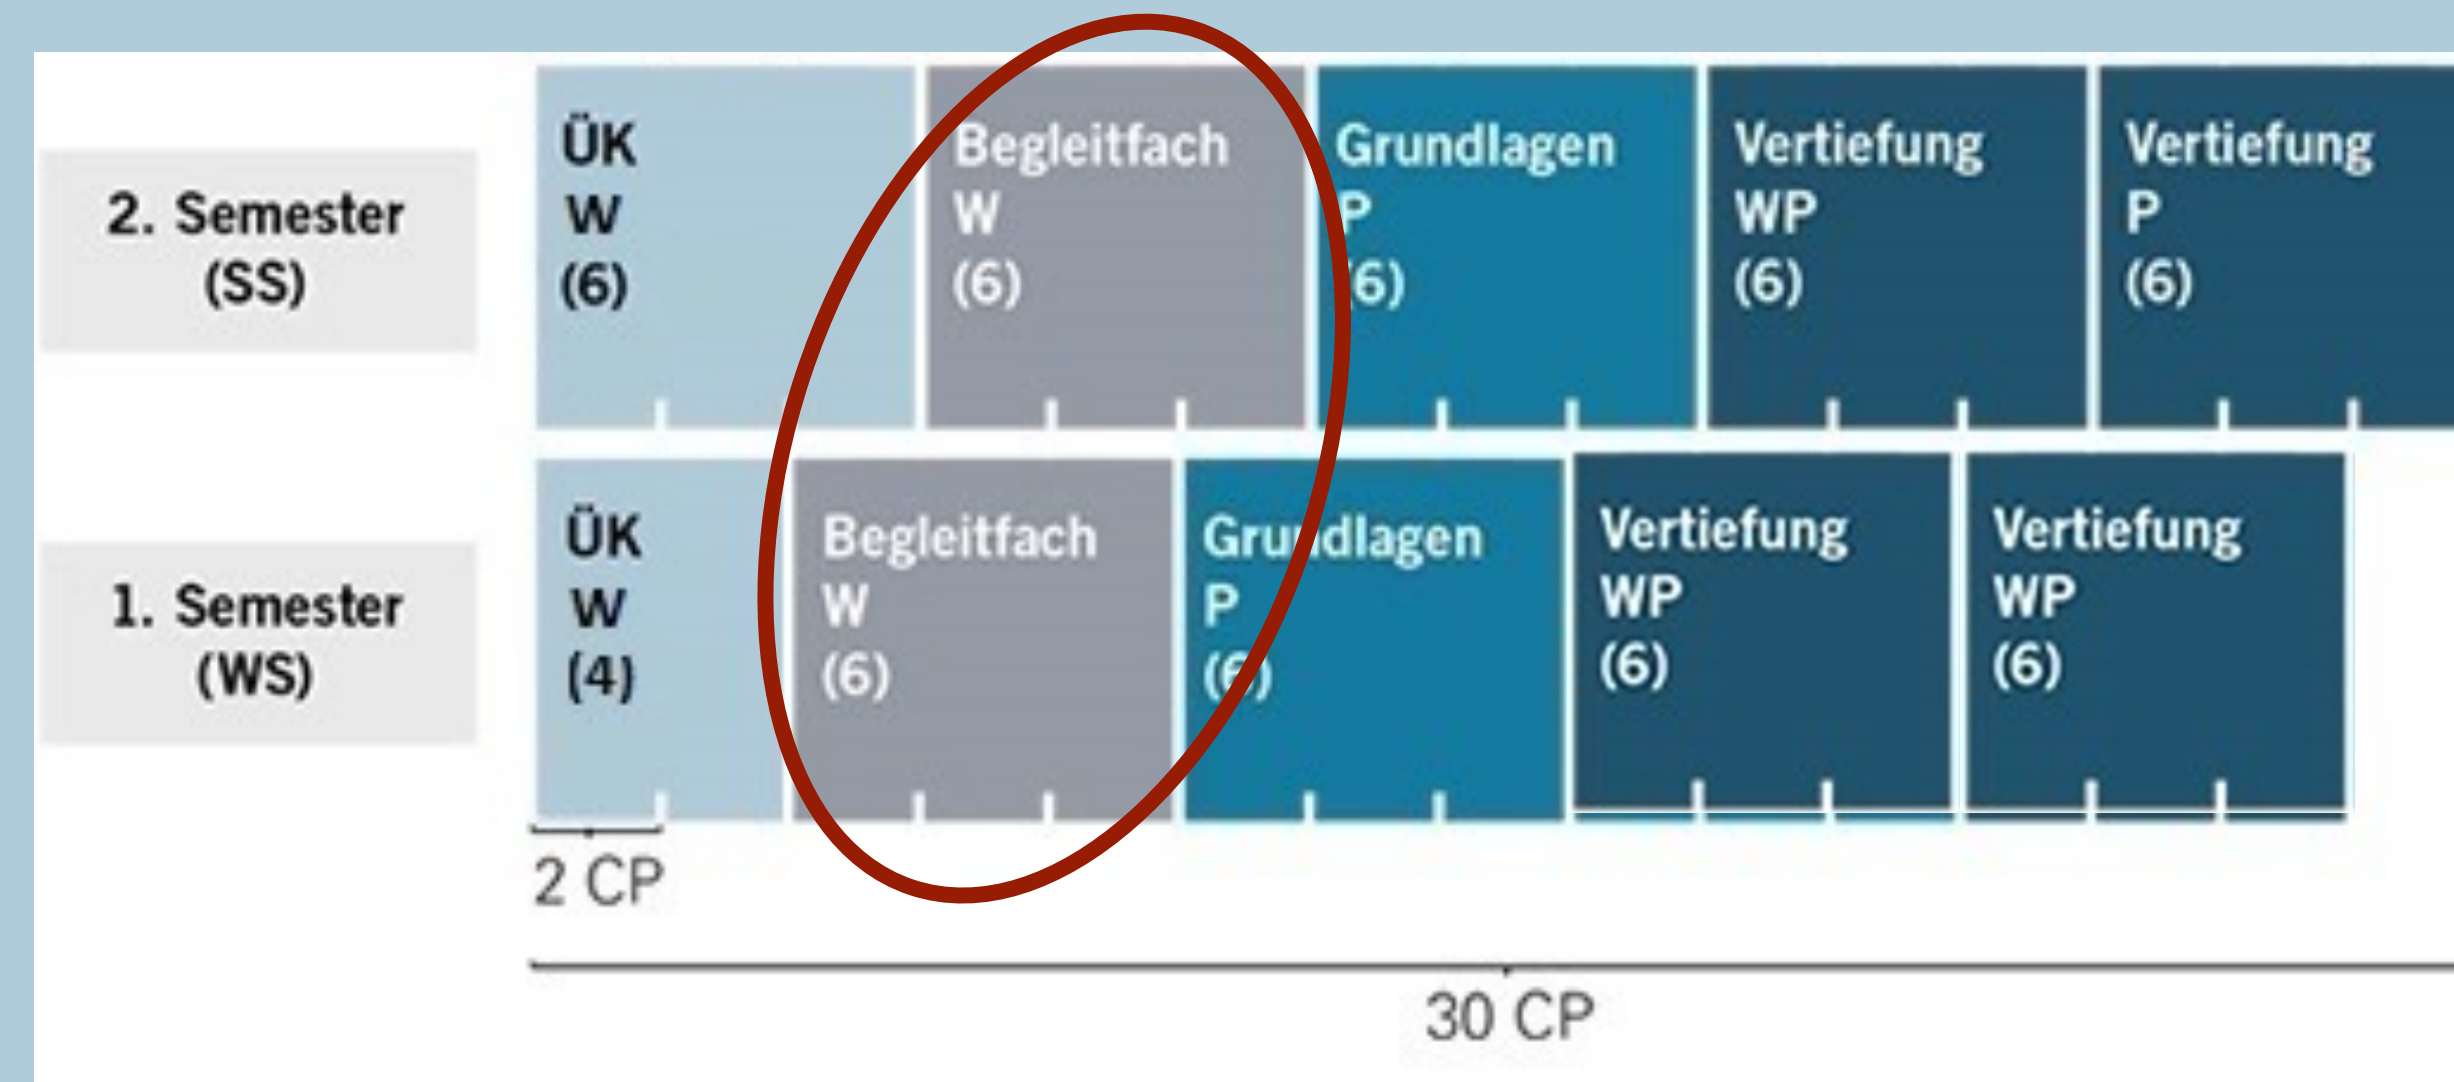 2. Semester
(SS)
ÜK
W
(6)
Begleitfach
W
(6)
Grundlagen
P
(6)
Vertiefung
WP
(6)
Vertiefung
P
(6)
1. Semester
(WS)
ÜK
W
(4)
Begleitfach
W
(6)
Grundlagen
P
(6)
Vertiefung
WP
(6)
Vertiefung
WP
(6)
2 CP
30 CP